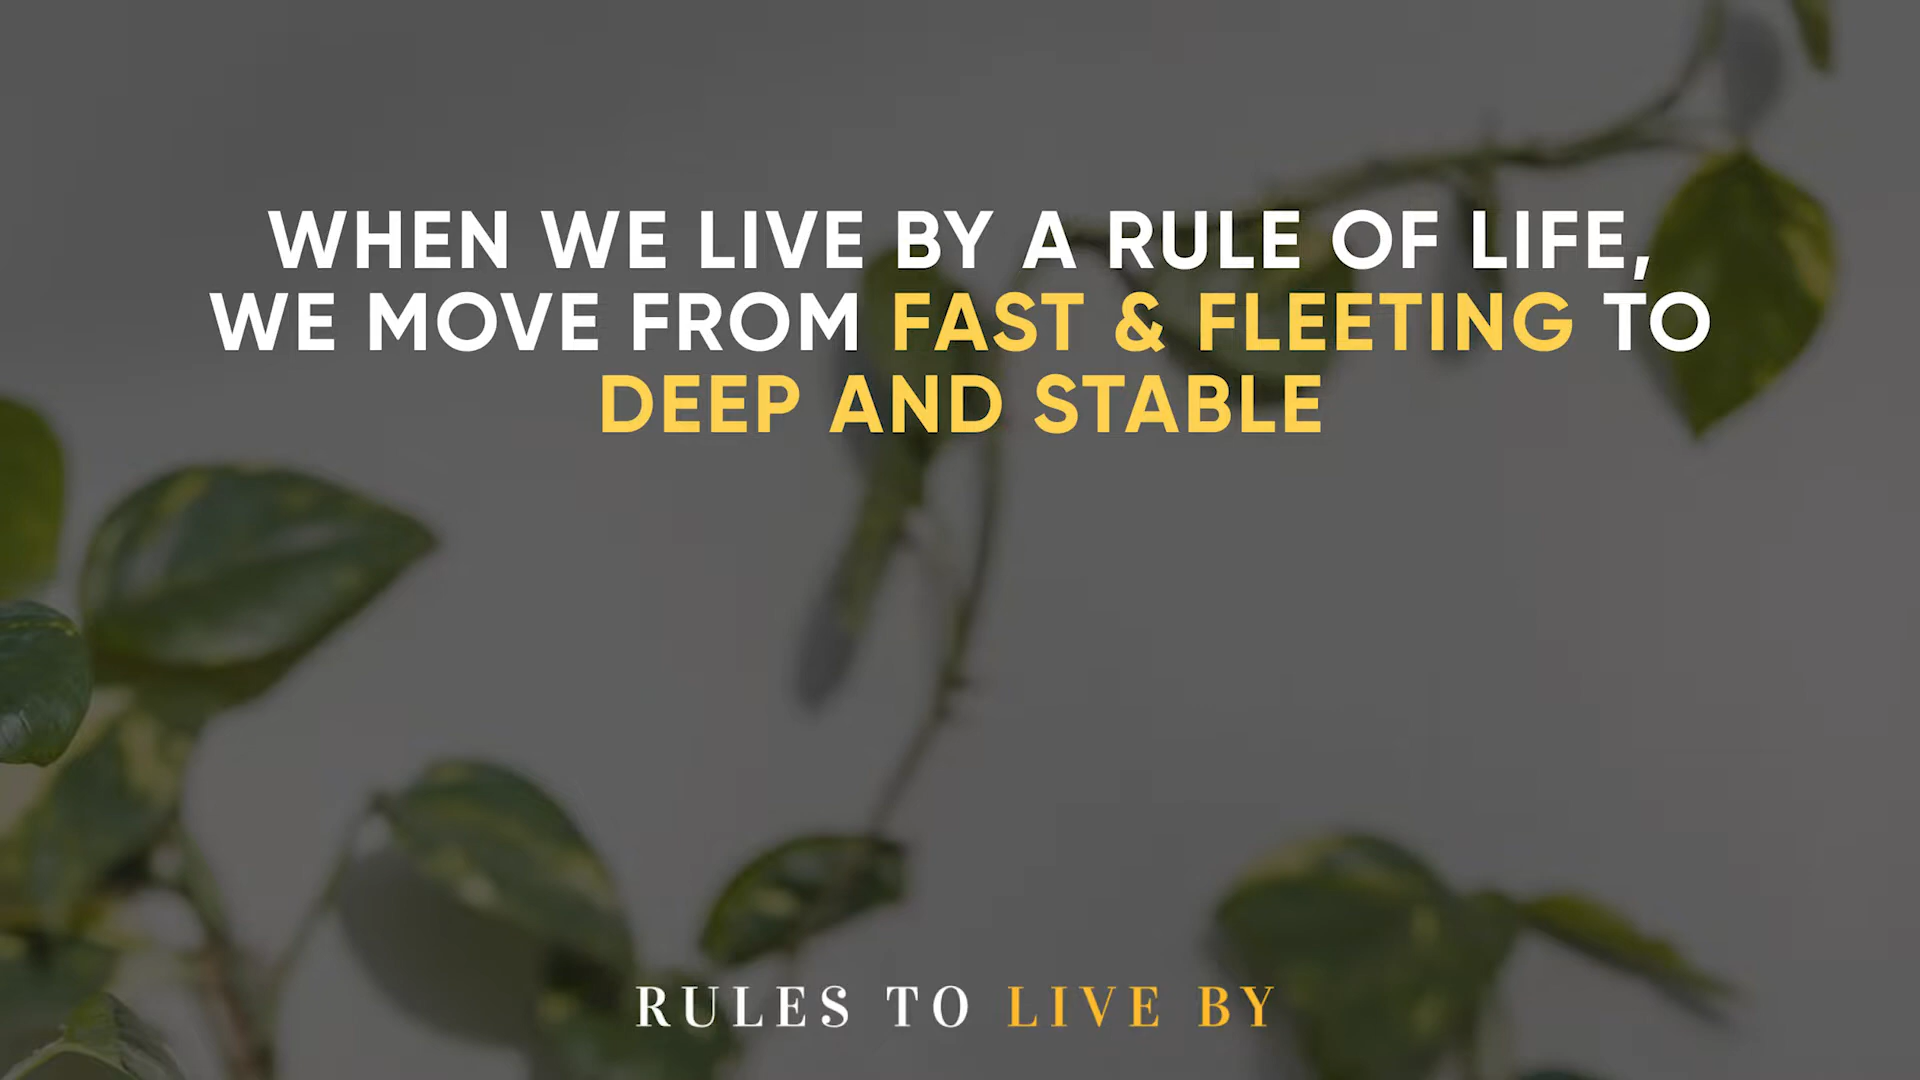 WHEN WE LIVE BY A RULE OF LIFE,
WE MOVE FROM FAST & FLEETING TO
DEEP AND STABLE
RULES TO LIVE BY